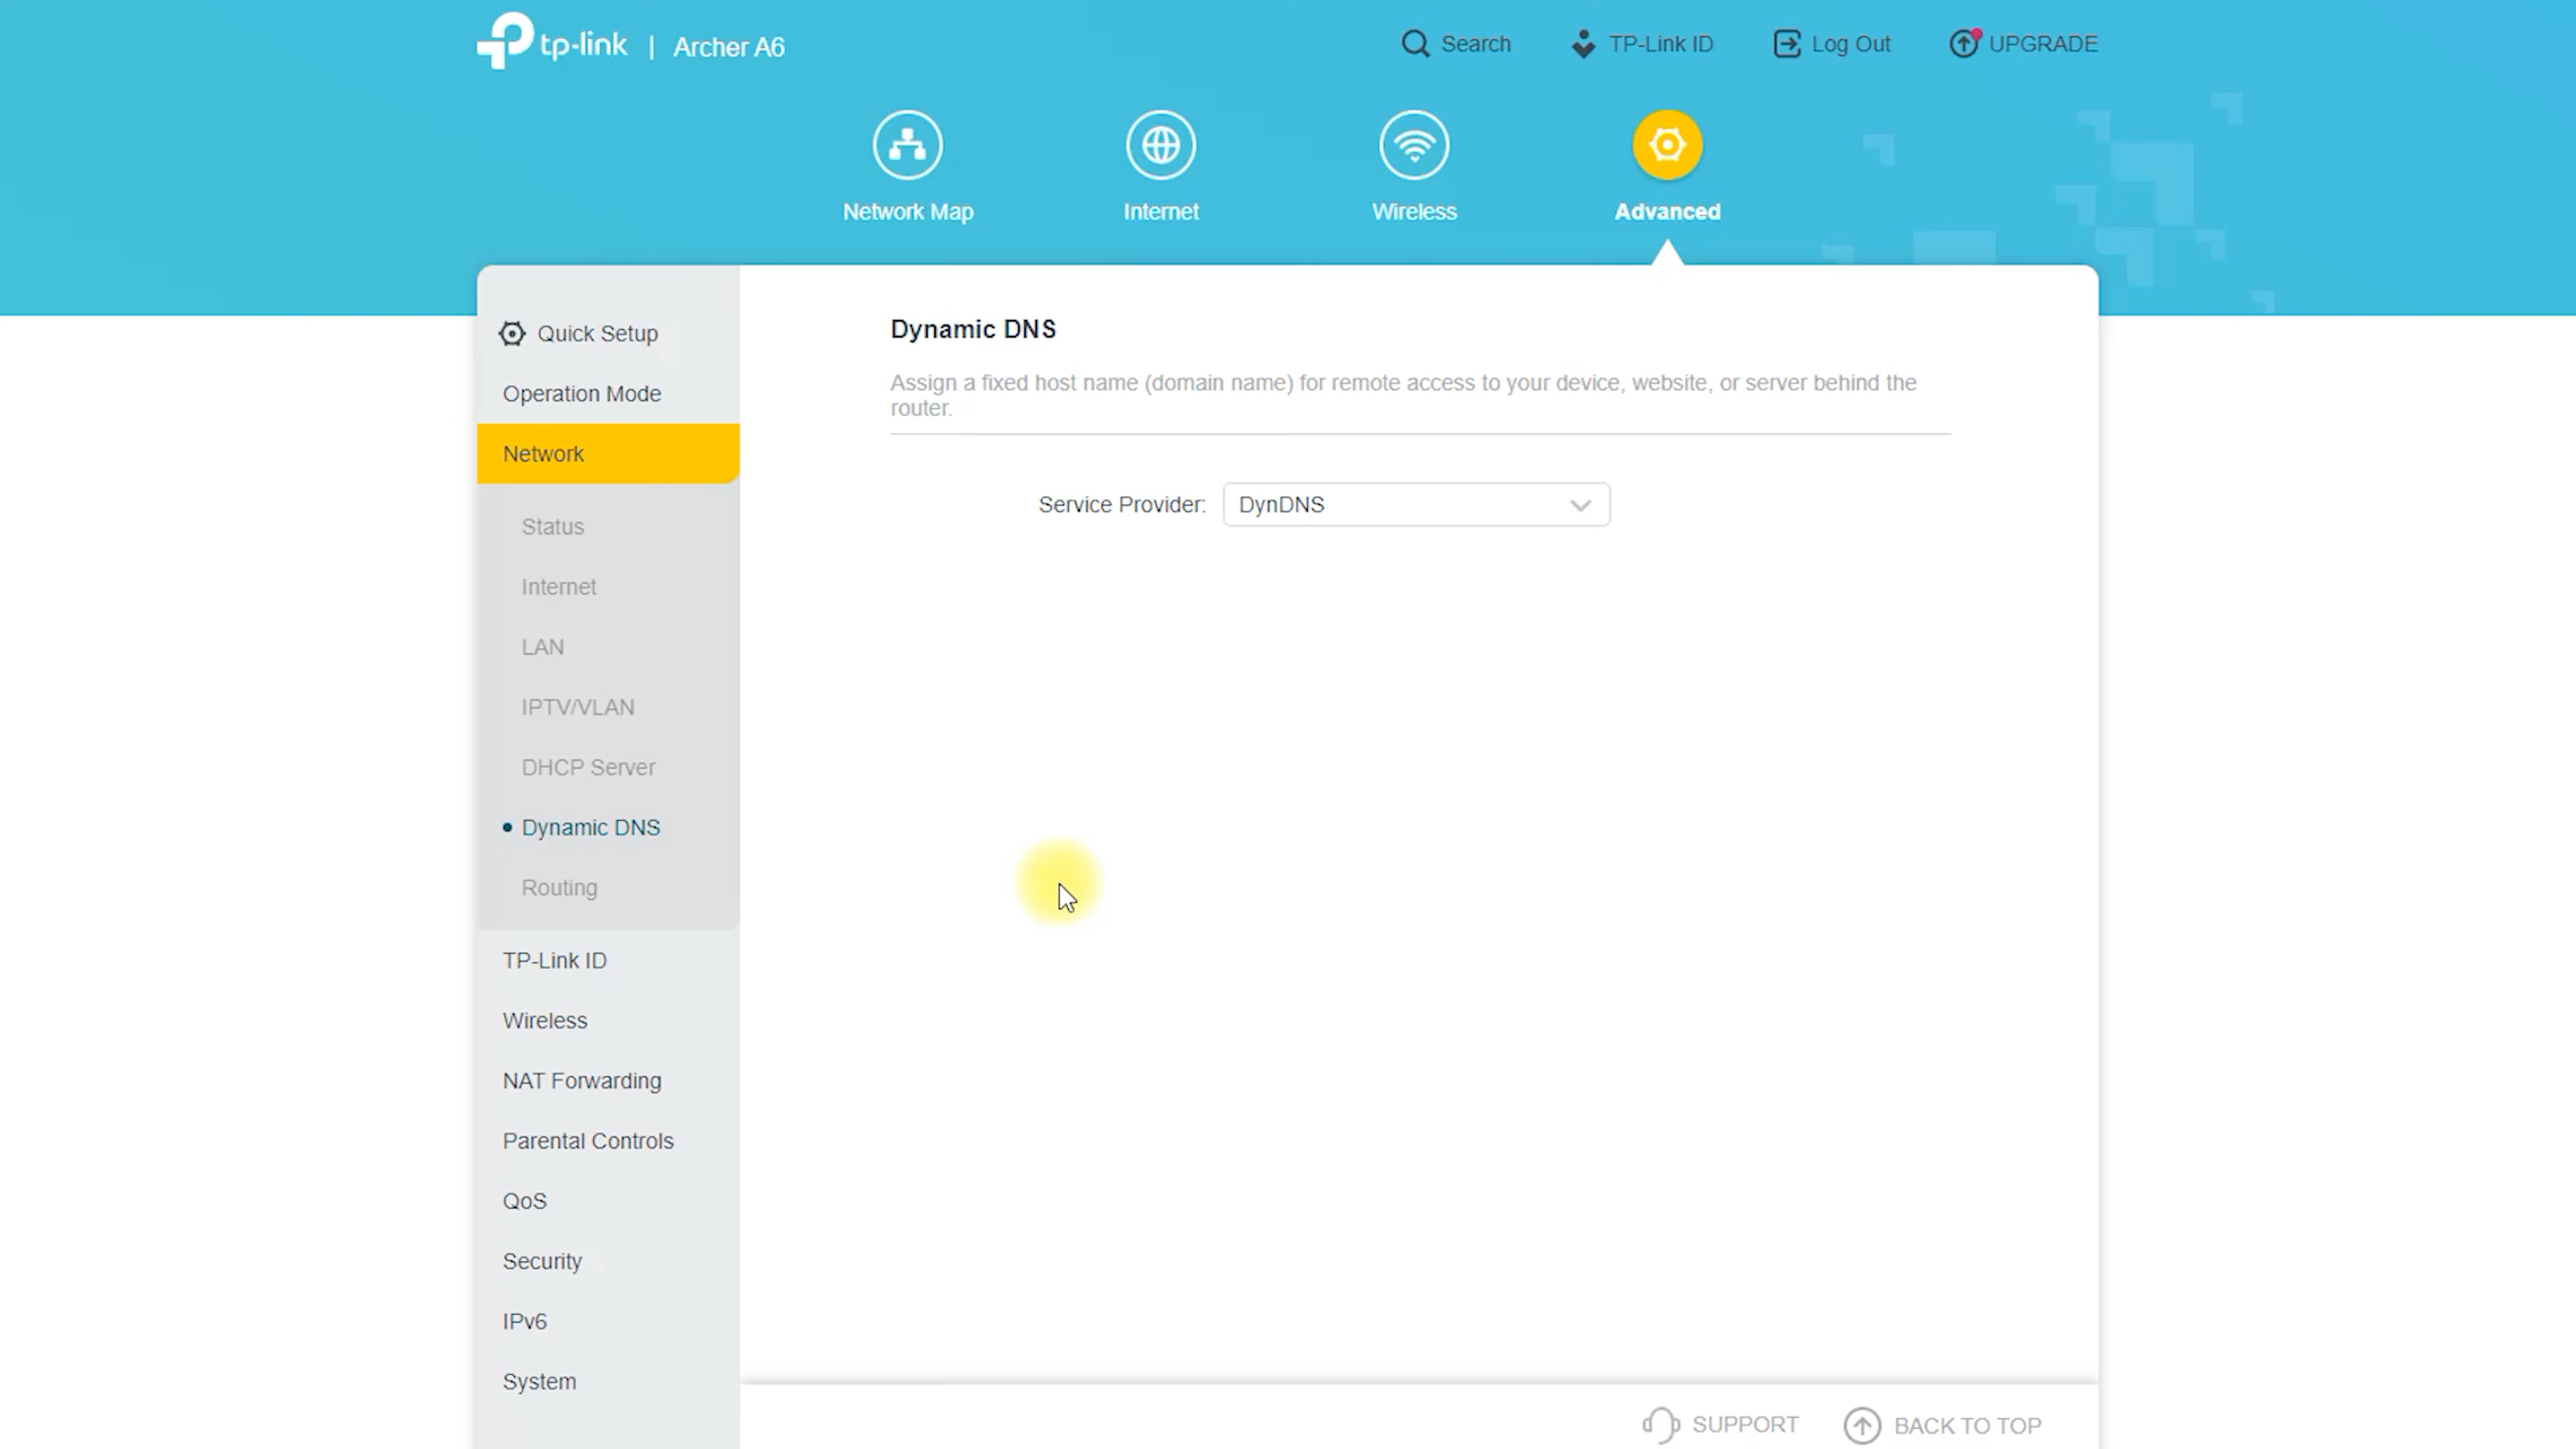 tp-link | Archer A6
Search
TP-Link ID
Log Out
UPGRADE
Network Map
Internet
Wireless
Advanced
Quick Setup
Operation Mode
Network
Status
Internet
LAN
IPTV/VLAN
DHCP Server
Dynamic DNS
Routing
TP-Link ID
Wireless
NAT Forwarding
Parental Controls
QoS
Security
IPv6
System
Dynamic DNS
Assign a fixed host name (domain name) for remote access to your device, website, or server behind the
router.
Service Provider: DynDNS
SUPPORT
BACK TO TOP